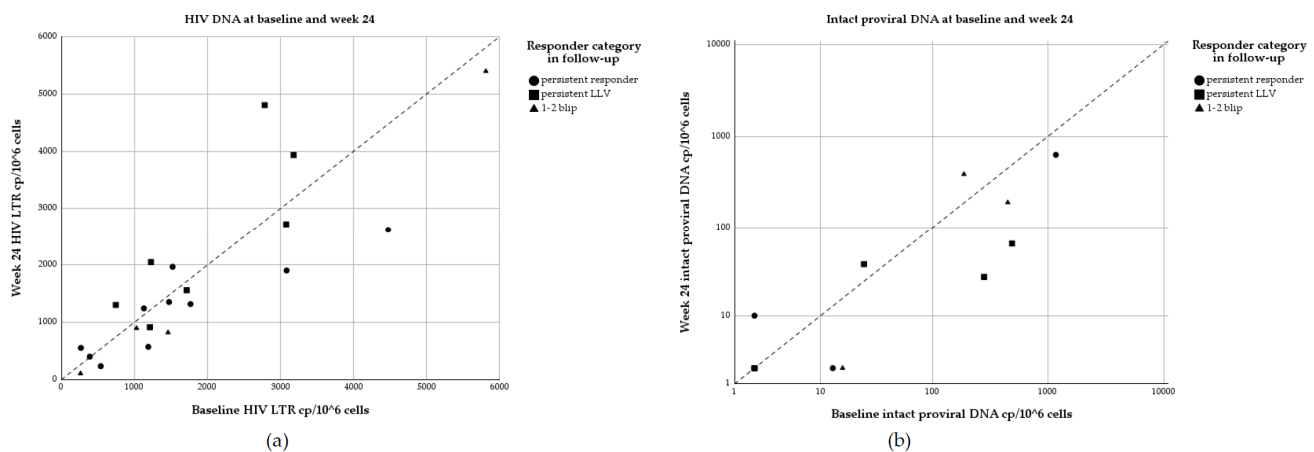 HIV DNA at baseline and week 24
6000
5000
4000
3000
2000
1000
0
0 1000 2000 3000 4000 5000 6000
Week 24 HIV LTR cp/10^6 cells
Baseline HIV LTR cp/10^6 cells
Responder category
in follow-up
persistent responder
persistent LLV
1-2 blip
(a)
Intact proviral DNA at baseline and week 24
10000
1000
100
10
1
1 10 100 1000 10000
Week 24 intact proviral DNA cp/10^6 cells
Baseline intact proviral DNA cp/10^6 cells
Responder category
in follow-up
persistent responder
persistent LLV
1-2 blip
(b)